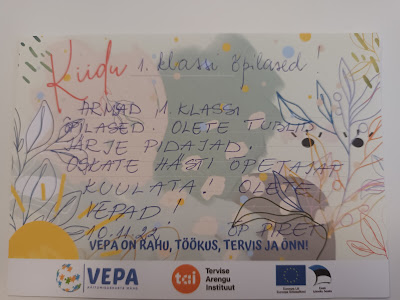 Kiidu 1. klassi õpilased
ARMAD 1. KLASSI
ÕPILASED. OLETE TUBLID
JÄRJE PIDAJAD.
OSKATE HÄSTI ÕPETAJAT
KUULATA! OLETE
VEPAD!
10.11.22. ÕP PIRET
VEPA ON RAHU, TÖÖKUS, TERVIS JA ÕNN!
VEPA
tai
Tervise
Arengu
Instituut